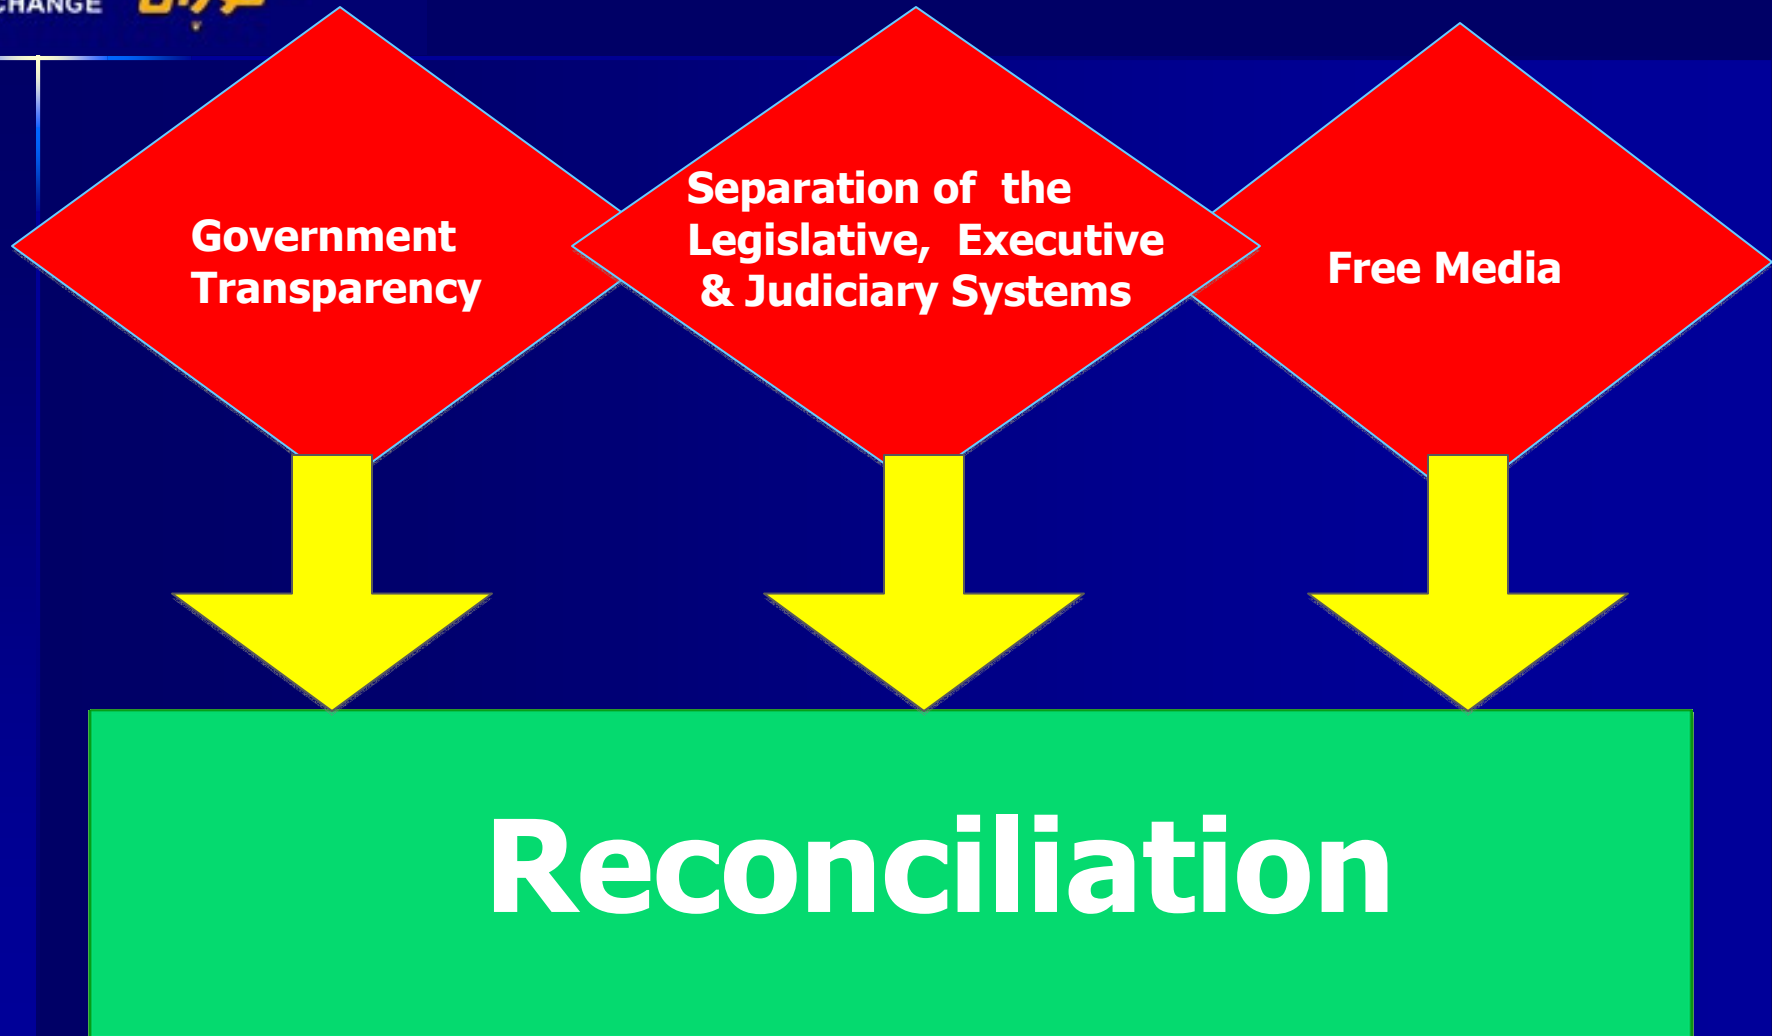 CHANGE
Government
Transparency
Separation of the
Legislative, Executive
& Judiciary Systems
Free Media
Reconciliation